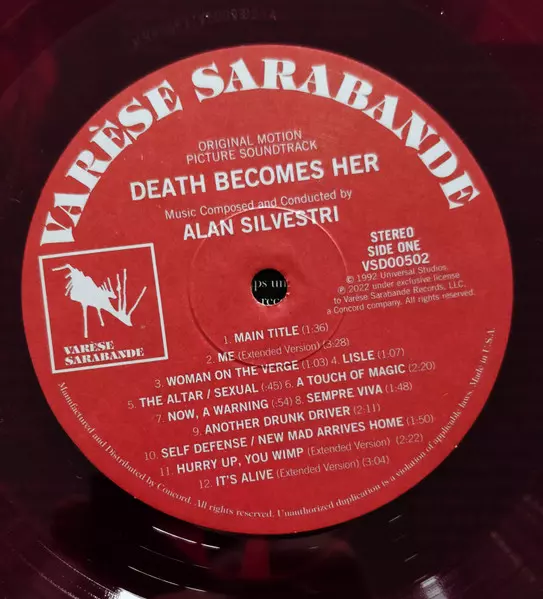 VARÈSE SARABANDE
ORIGINAL MOTION
PICTURE SOUNDTRACK
DEATH BECOMES HER
Music Composed and Conducted by
ALAN SILVESTRI
STEREO
SIDE ONE
VSD00502
© 1992 Universal Studios
℗ 2022 under exclusive license
to Varèse Sarabande Records, LLC,
a Concord company. All rights reserved.
VARÈSE
SARABANDE
1. MAIN TITLE (1:36)
2. ME (Extended Version) (3:28)
3. WOMAN ON THE VERGE (1:03) 4. LISLE (1:07)
5. THE ALTAR / SEXUAL (:45) 6. A TOUCH OF MAGIC (2:20)
7. NOW, A WARNING (:54) 8. SEMPRE VIVA (1:48)
9. ANOTHER DRUNK DRIVER (2:11)
10. SELF DEFENSE / NEW MAD ARRIVES HOME (1:50)
11. HURRY UP, YOU WIMP (Extended Version) (2:22)
12. IT'S ALIVE (Extended Version) (3:04)
Manufactured and Distributed by Concord. All rights reserved. Unauthorized duplication is a violation of applicable laws. Made in U.S.A.